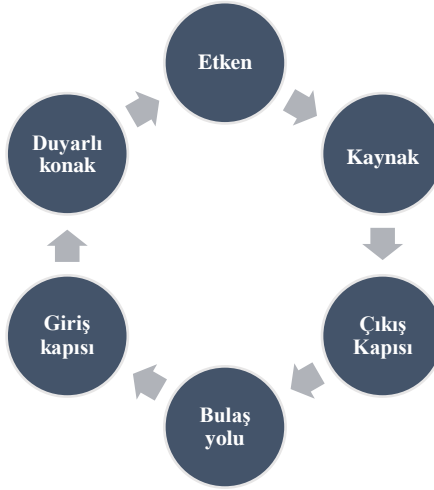 Etken
Kaynak
Çıkış
Kapısı
Bulaş
yolu
Giriş
kapısı
Duyarlı
konak